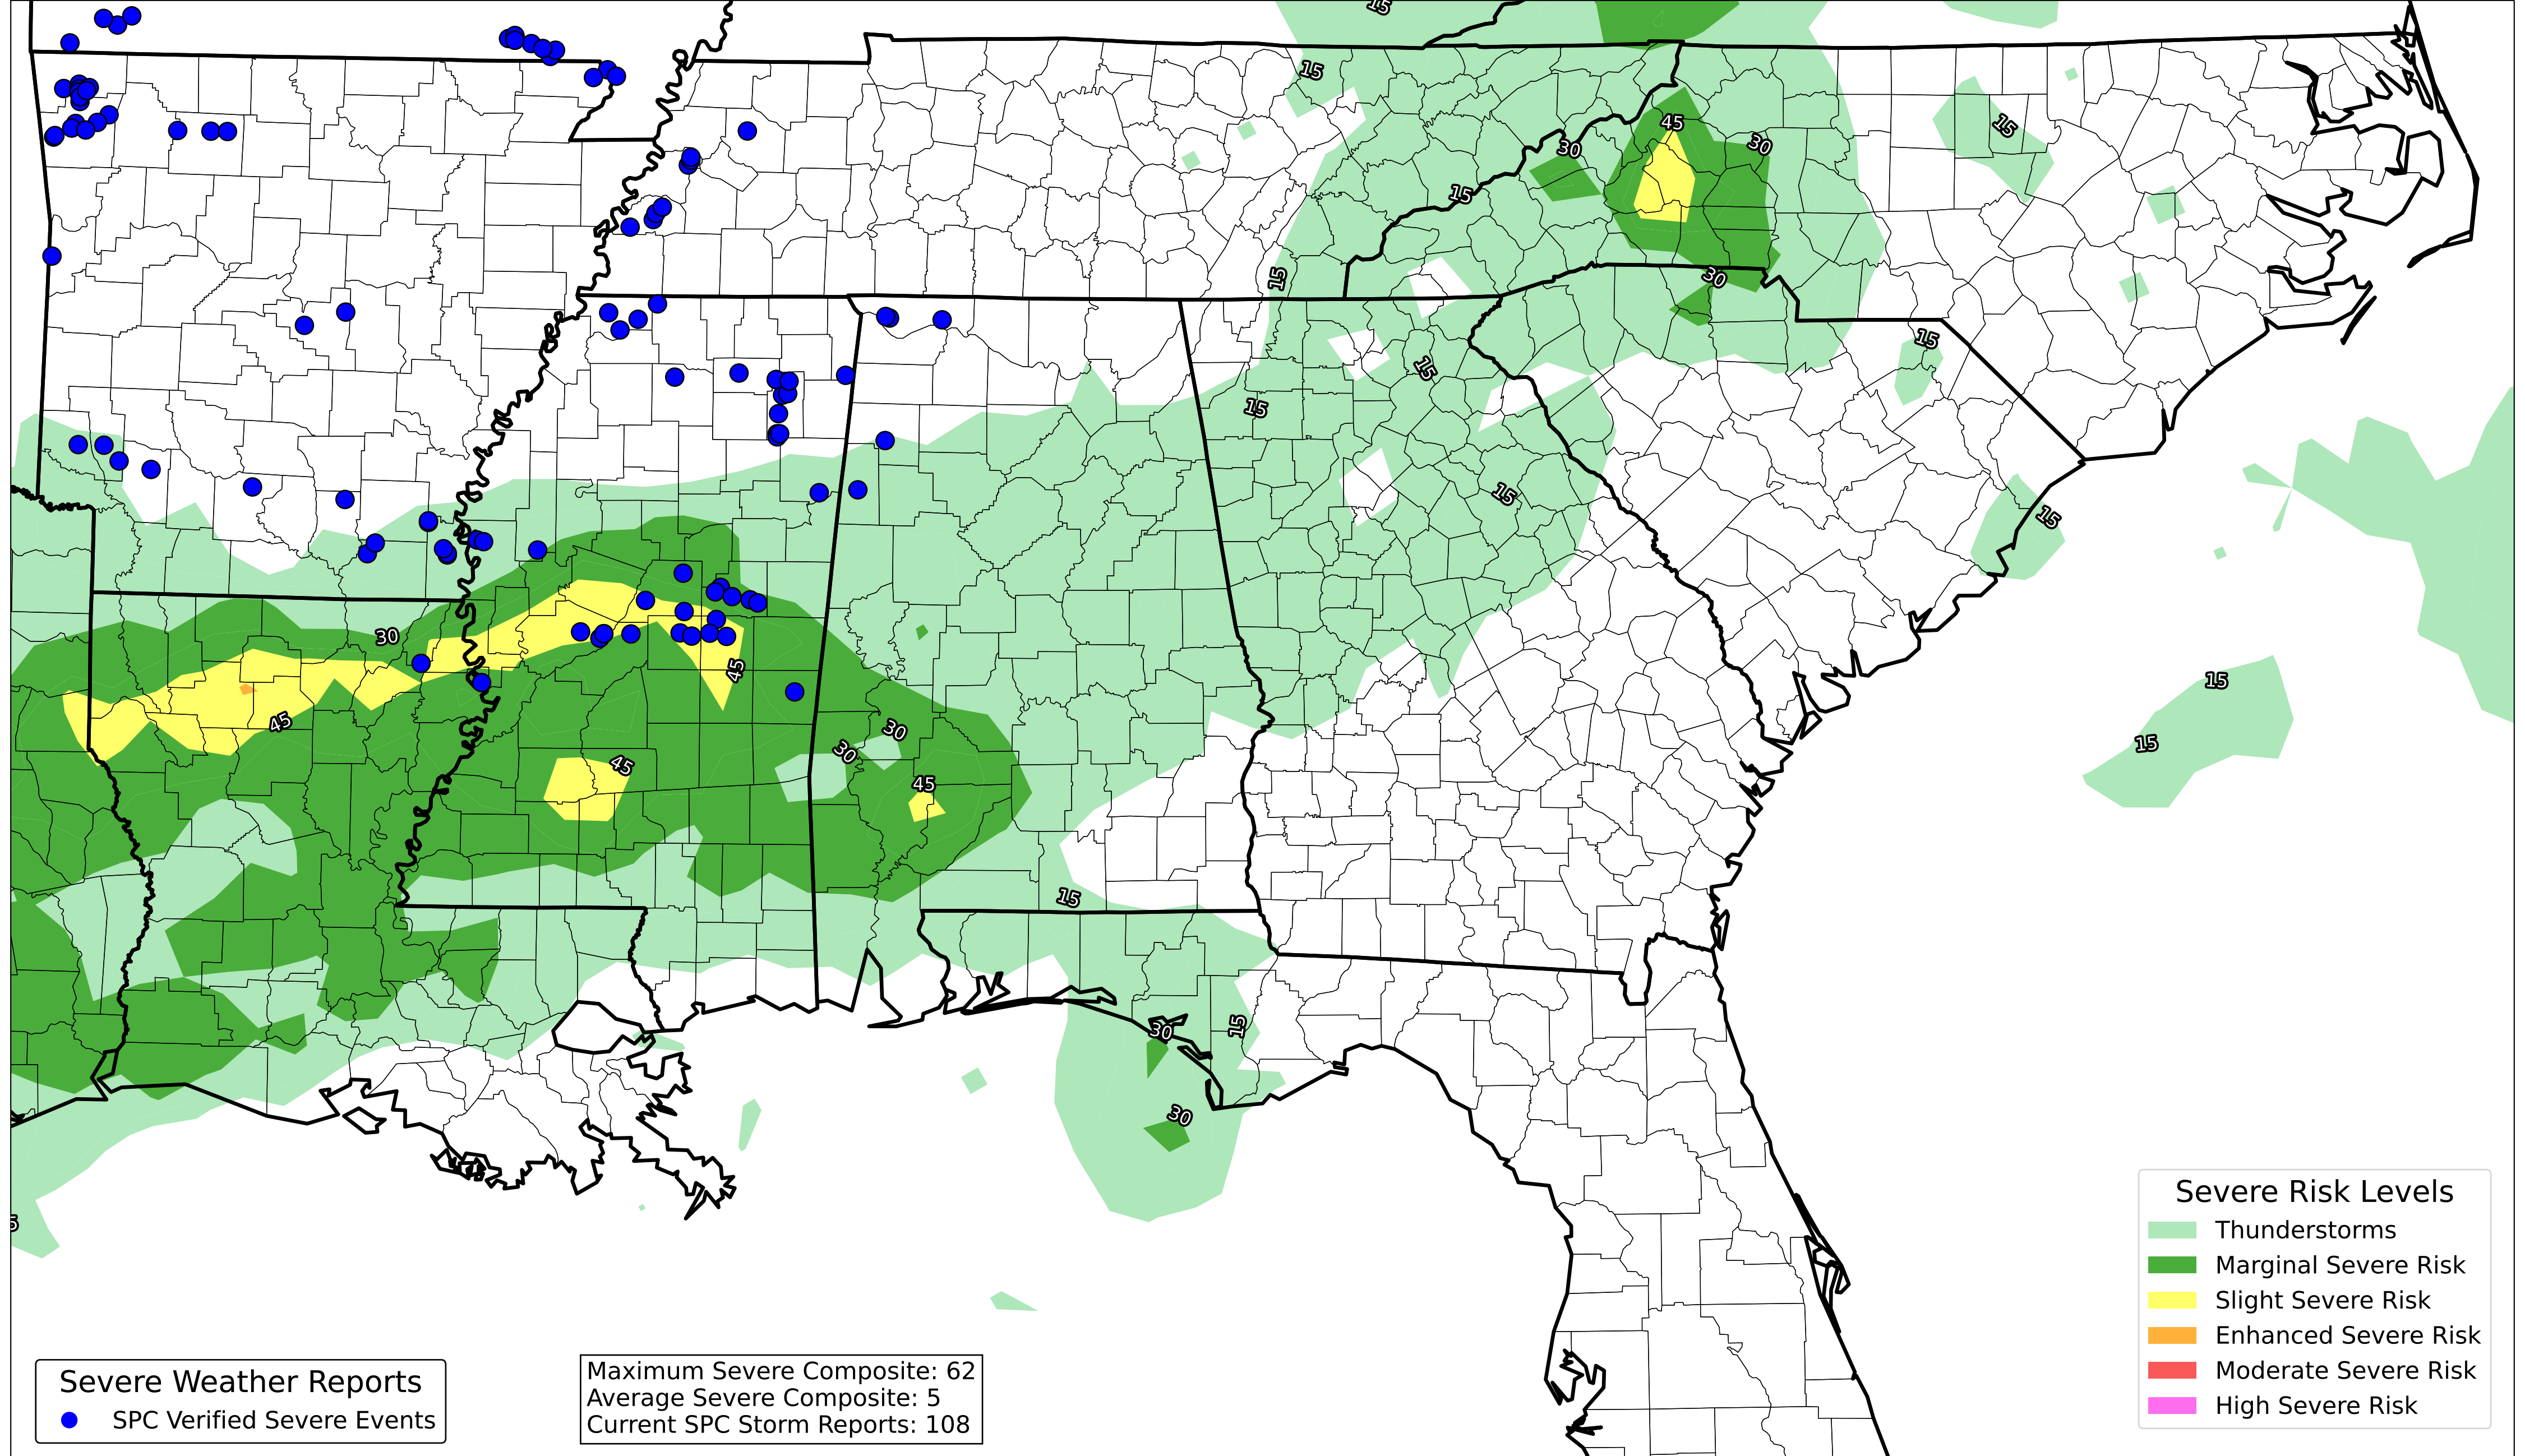 15
15
45
30
30
15
15
30
15
15
15
15
15
15
30
45
15
45
30
30
45
15
45
15
15
30
30
15
5
Severe Risk Levels
Thunderstorms
Marginal Severe Risk
Slight Severe Risk
Enhanced Severe Risk
Moderate Severe Risk
High Severe Risk
Severe Weather Reports
SPC Verified Severe Events
Maximum Severe Composite: 62
Average Severe Composite: 5
Current SPC Storm Reports: 108